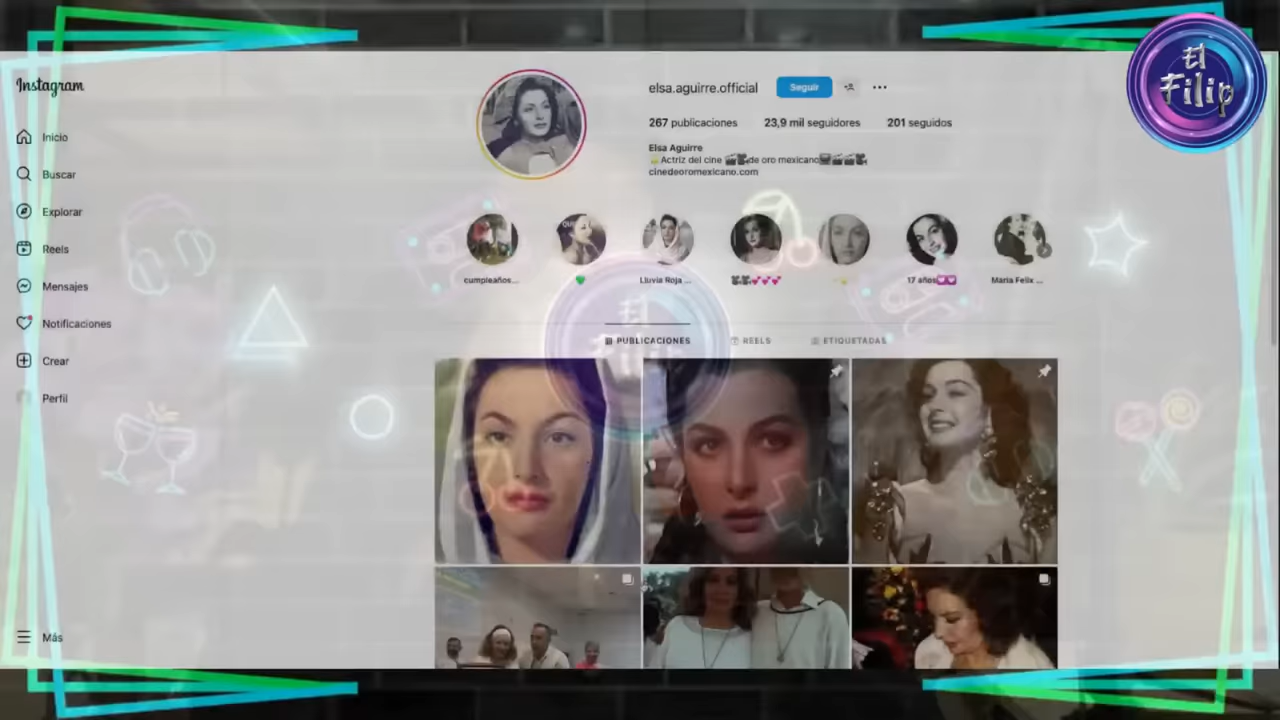 El
Filip
Instagram
Inicio
Buscar
Explorar
Reels
Mensajes
Notificaciones
Crear
Perfil
Más
elsa.aguirre.official
Seguir
267 publicaciones 23,9 mil seguidores 201 seguidos
Elsa Aguirre
Actriz del cine 🎬🎥de oro mexicano
cinedeoromexicano.com
cumpleaños... 💚 Lluvia Roja ... 17 años María Felix ...
El
PUBLICACIONES REELS ETIQUETADAS